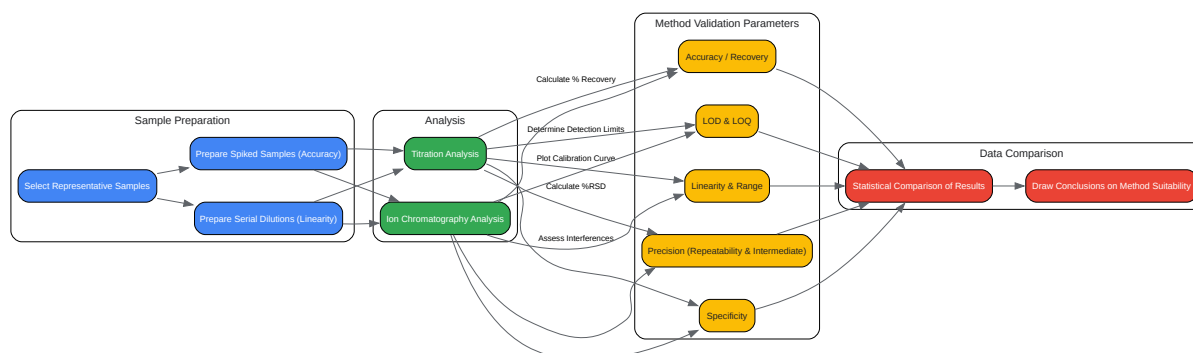 Sample Preparation
Select Representative Samples
Prepare Spiked Samples (Accuracy)
Prepare Serial Dilutions (Linearity)
Analysis
Titration Analysis
Ion Chromatography Analysis
Calculate % Recovery
Determine Detection Limits
Plot Calibration Curve
Calculate %RSD
Assess Interferences
Method Validation Parameters
Accuracy / Recovery
LOD & LOQ
Linearity & Range
Precision (Repeatability & Intermediate)
Specificity
Data Comparison
Statistical Comparison of Results
Draw Conclusions on Method Suitability